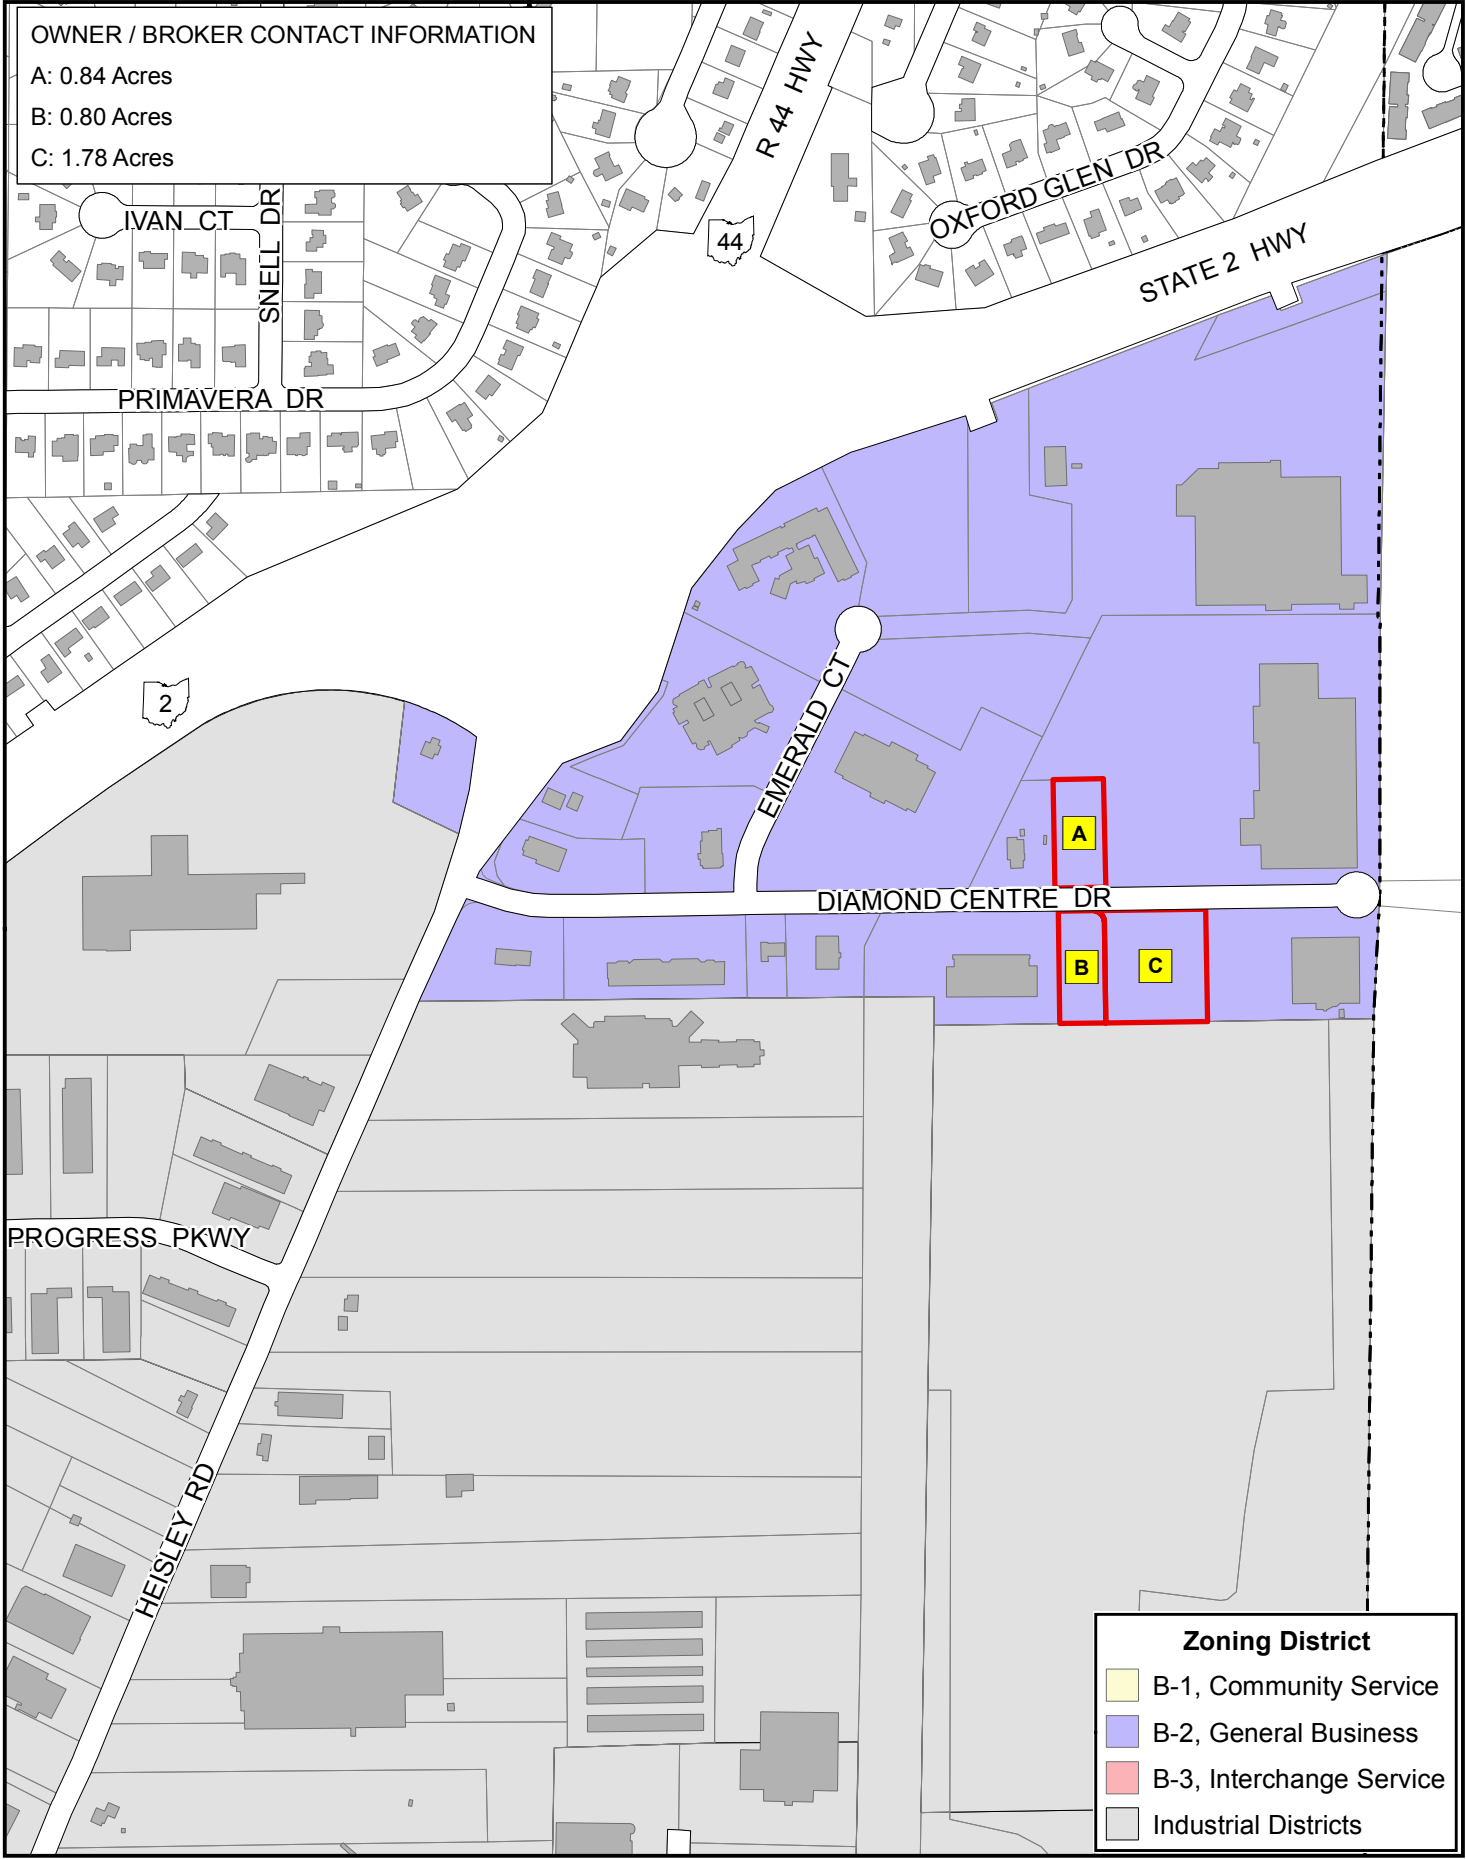 OWNER / BROKER CONTACT INFORMATION
A: 0.84 Acres
B: 0.80 Acres
C: 1.78 Acres
R 44 HWY
OXFORD GLEN DR
IVAN CT
SNELL DR
44
STATE 2 HWY
PRIMAVERA DR
2
EMERALD CT
A
DIAMOND CENTRE DR
B
C
PROGRESS PKWY
HEISLEY RD
Zoning District
B-1, Community Service
B-2, General Business
B-3, Interchange Service
Industrial Districts